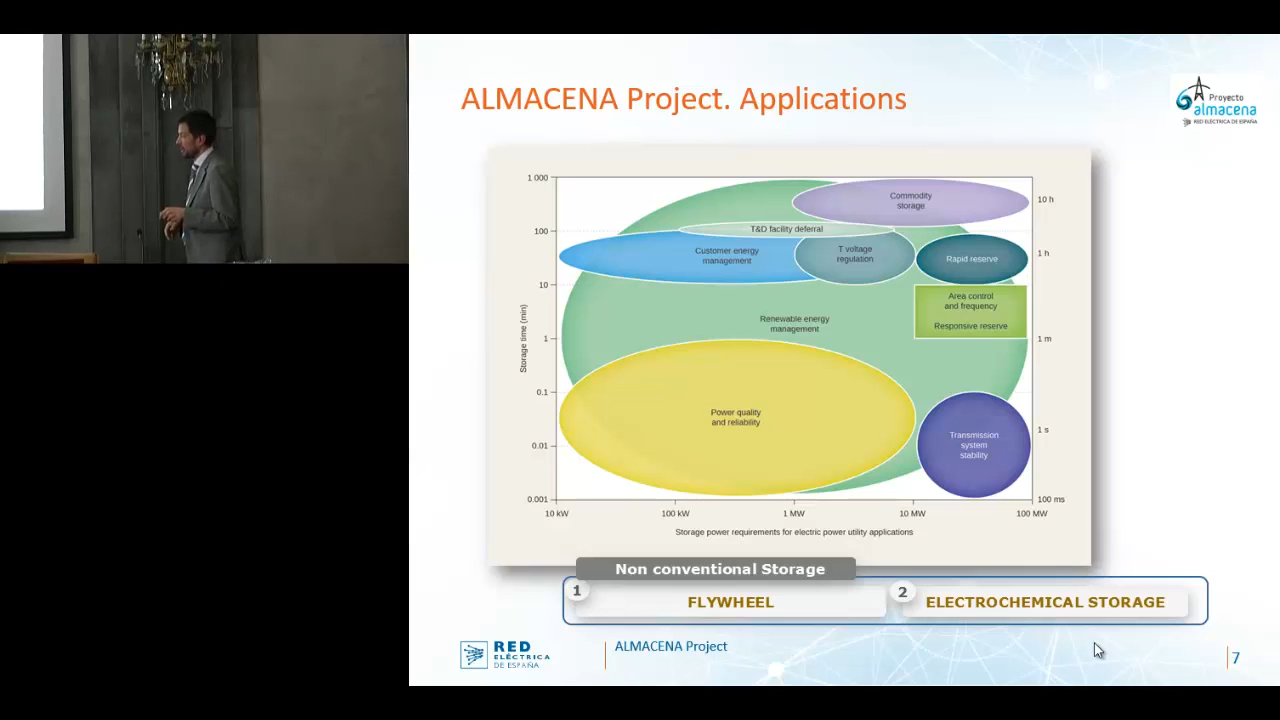 ALMACENA Project. Applications
Proyecto
almacena
RED ELÉCTRICA DE ESPAÑA
1 000
100
10
1
0.1
0.01
0.001
Storage time (min)
Commodity
storage
T&D facility deferral
Customer energy
management
T voltage
regulation
Rapid reserve
Area control
and frequency
Responsive reserve
Renewable energy
management
Power quality
and reliability
Transmission
system
stability
10 h
1 h
1 m
1 s
100 ms
10 kW
100 kW
1 MW
10 MW
100 MW
Storage power requirements for electric power utility applications
Non conventional Storage
1
FLYWHEEL
2
ELECTROCHEMICAL STORAGE
RED
ELÉCTRICA
DE ESPAÑA
ALMACENA Project
7